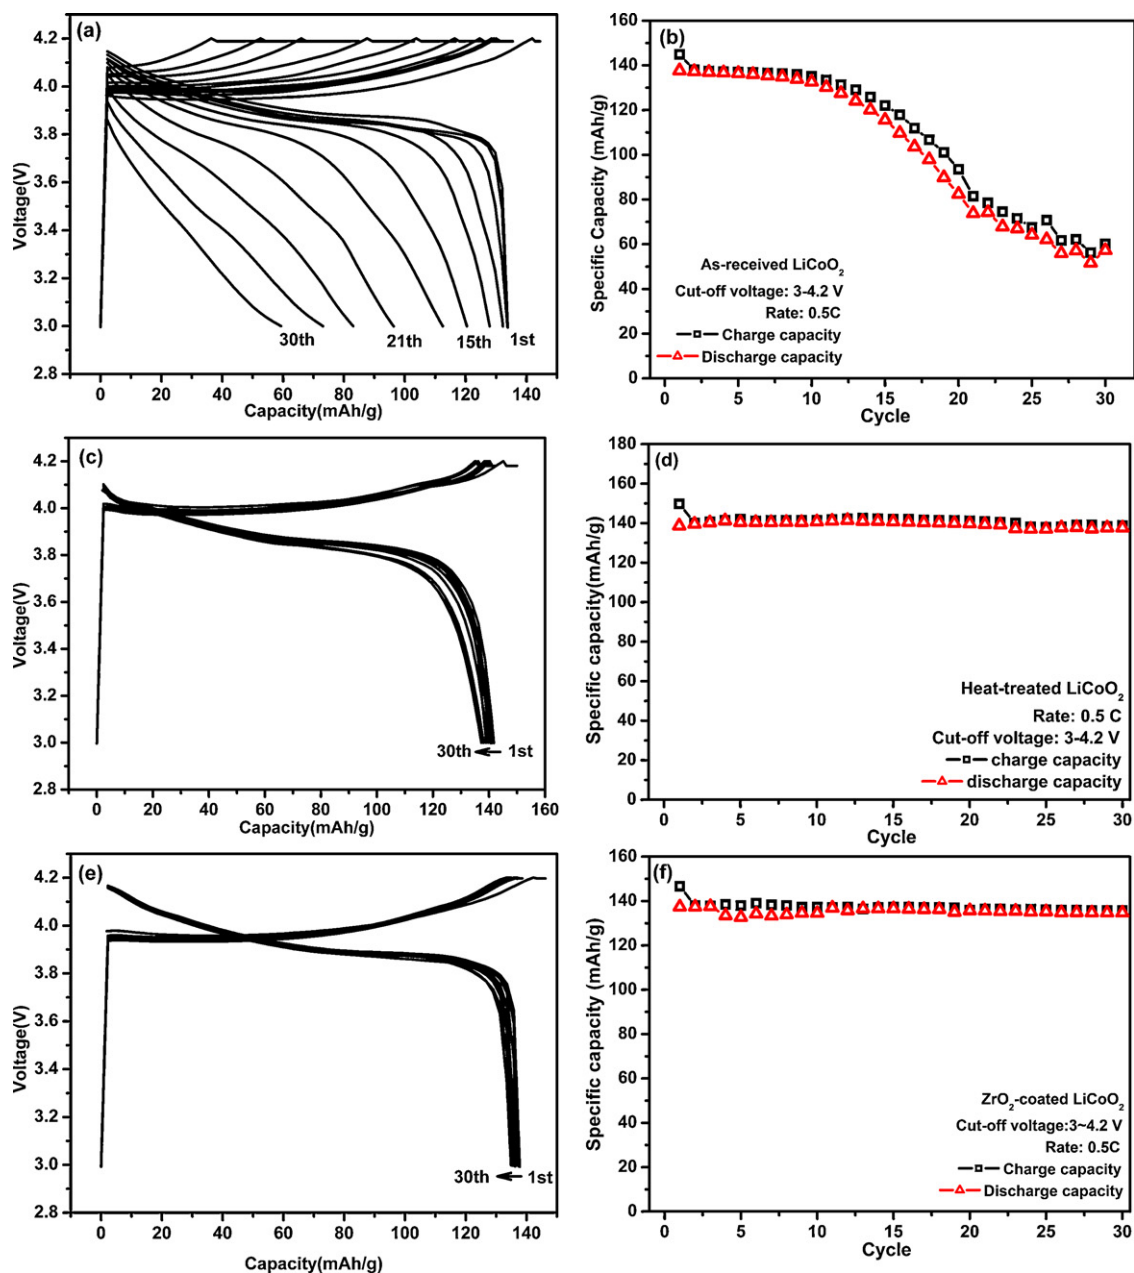 (a)
4.2
4.0
3.8
3.6
3.4
3.2
3.0
2.8
Voltage(V)
30th
21th
15th
1st
0
20
40
60
80
100
120
140
Capacity(mAh/g)
(b)
160
140
120
100
80
60
40
20
0
Specific Capacity (mAh/g)
As-received LiCoO2
Cut-off voltage: 3-4.2 V
Rate: 0.5C
Charge capacity
Discharge capacity
0
5
10
15
20
25
30
Cycle
(c)
4.2
4.0
3.8
3.6
3.4
3.2
3.0
2.8
Voltage(V)
30th
1st
0
20
40
60
80
100
120
140
160
Capacity(mAh/g)
(d)
180
160
140
120
100
80
60
40
20
0
Specific capacity(mAh/g)
Heat-treated LiCoO2
Rate: 0.5 C
Cut-off voltage: 3-4.2 V
charge capacity
discharge capacity
0
5
10
15
20
25
30
Cycle
(e)
4.2
4.0
3.8
3.6
3.4
3.2
3.0
2.8
Voltage(V)
30th
1st
0
20
40
60
80
100
120
140
Capacity(mAh/g)
(f)
160
140
120
100
80
60
40
20
0
Specific capacity (mAh/g)
ZrO2-coated LiCoO2
Cut-off voltage:3~4.2 V
Rate: 0.5C
Charge capacity
Discharge capacity
0
5
10
15
20
25
30
Cycle